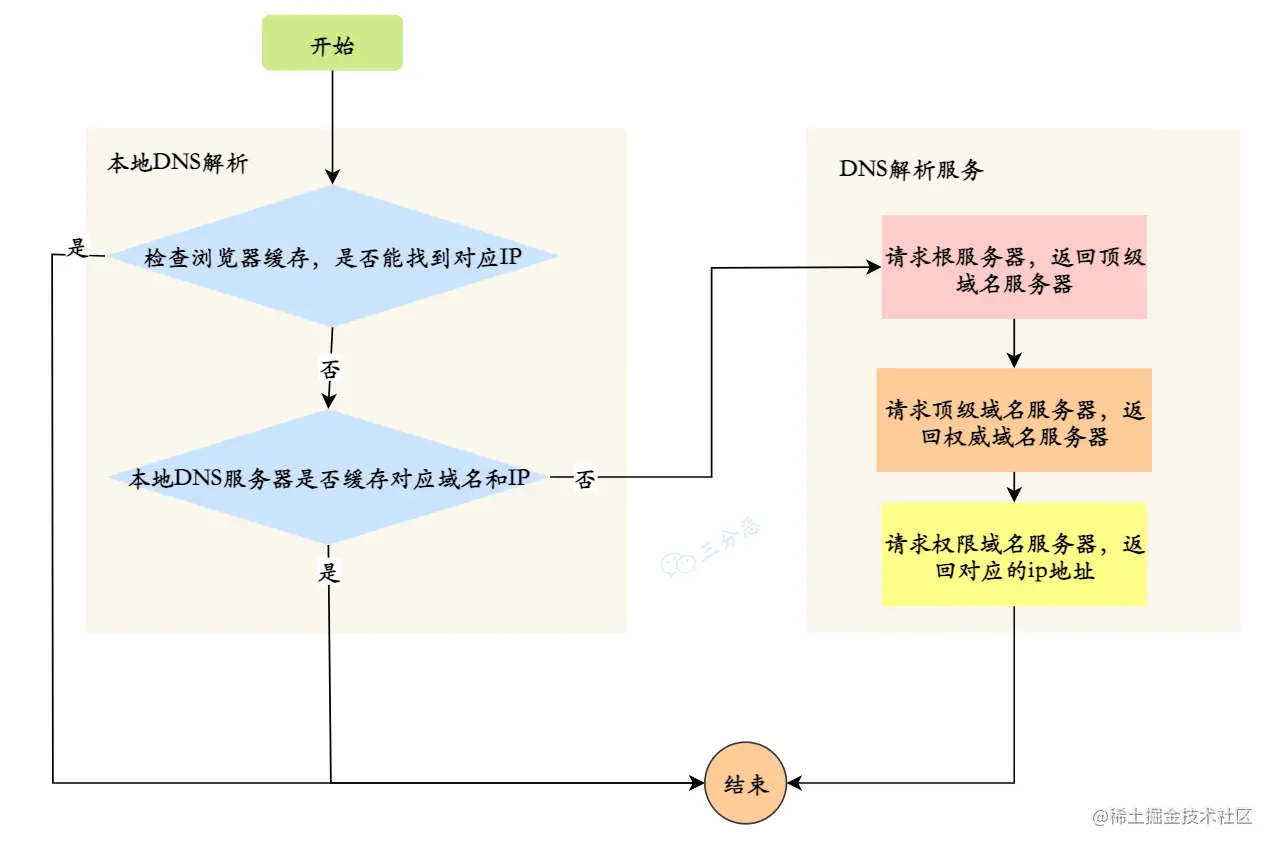 开始
本地DNS解析
检查浏览器缓存，是否能找到对应IP
是
否
本地DNS服务器是否缓存对应域名和IP
否
是
DNS解析服务
请求根服务器，返回顶级
域名服务器
请求顶级域名服务器，返
回权威域名服务器
请求权限域名服务器，返
回对应的ip地址
三分恶
结束
@稀土掘金技术社区